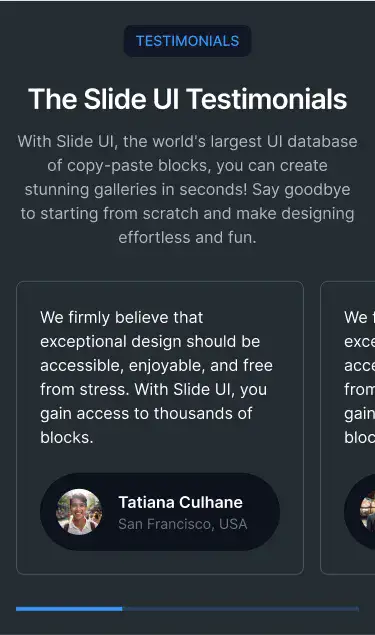 TESTIMONIALS
The Slide UI Testimonials
With Slide UI, the world's largest UI database
of copy-paste blocks, you can create
stunning galleries in seconds! Say goodbye
to starting from scratch and make designing
effortless and fun.
We firmly believe that
exceptional design should be
accessible, enjoyable, and free
from stress. With Slide UI, you
gain access to thousands of
blocks.
Tatiana Culhane
San Francisco, USA
We f
exce
acce
from
gain
bloc